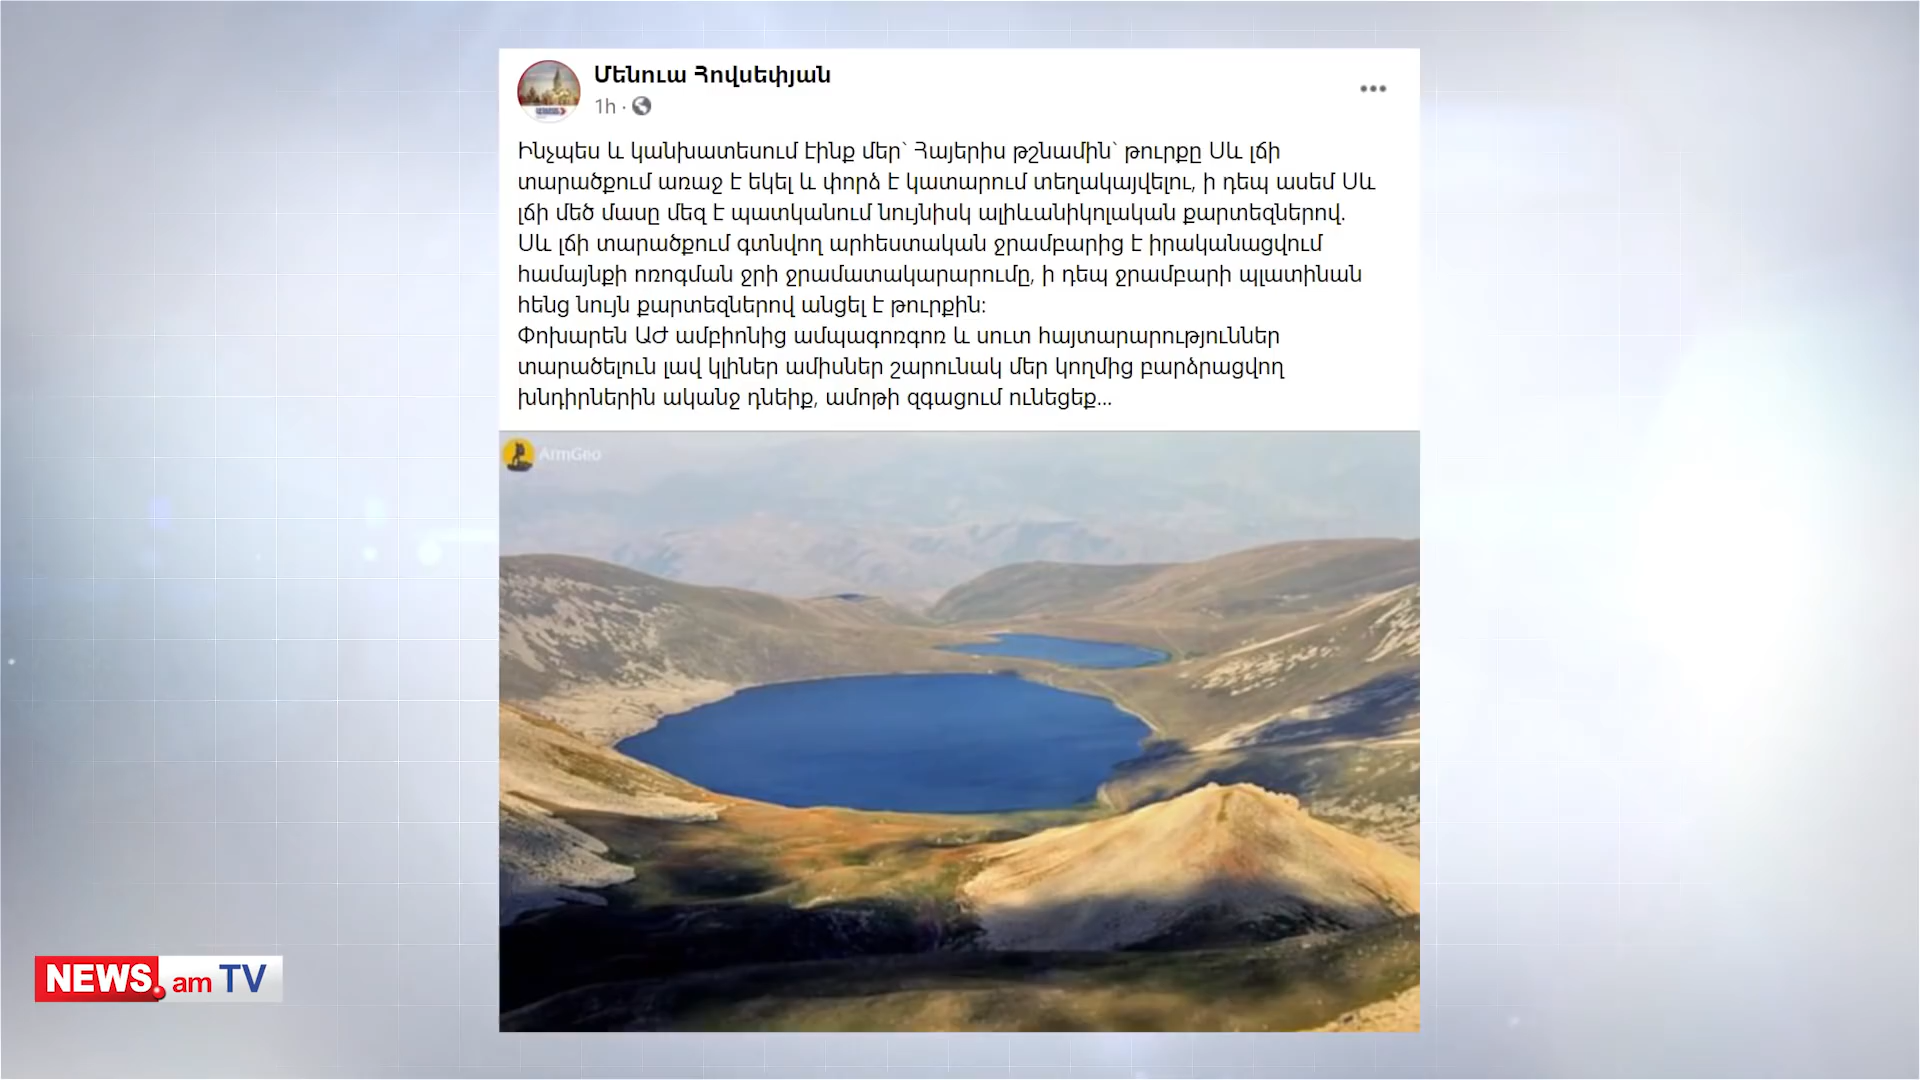 Մենուա Հովսեփյան
1h ·
Ինչպես և կանխատեսում էինք մեր` Հայերիս թշնամին` թուրքը Սև լճի
տարածքում առաջ է եկել և փորձ է կատարում տեղակայվելու, ի դեպ ասեմ Սև
լճի մեծ մասը մեզ է պատկանում նույնիսկ ալիևանիկոլական քարտեզներով.
Սև լճի տարածքում գտնվող արհեստական ջրամբարից է իրականացվում
համայնքի ոռոգման ջրի ջրամատակարարումը, ի դեպ ջրամբարի պլատինան
հենց նույն քարտեզներով անցել է թուրքին:
Փոխարեն ԱԺ ամբիոնից ամպագոռգոռ և սուտ հայտարարություններ
տարածելուն լավ կլիներ ամիսներ շարունակ մեր կողմից բարձրացվող
խնդիրներին ականջ դնեիք, ամոթի զգացում ունեցեք...
ArmGeo
NEWS.am TV